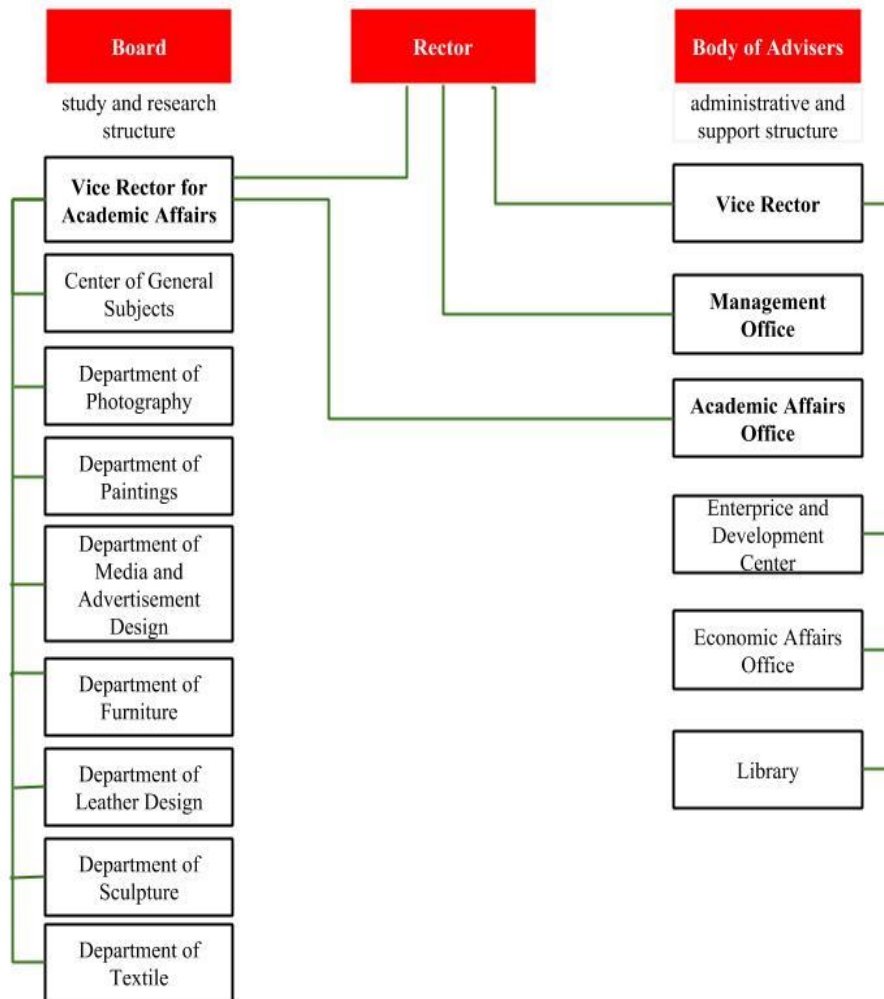 Board
Rector
Body of Advisers
study and research
structure
administrative and
support structure
Vice Rector for
Academic Affairs
Vice Rector
Center of General
Subjects
Management
Office
Department of
Photography
Academic Affairs
Office
Department of
Paintings
Enterprice and
Development
Center
Department of
Media and
Advertisement
Design
Economic Affairs
Office
Department of
Furniture
Library
Department of
Leather Design
Department of
Sculpture
Department of
Textile